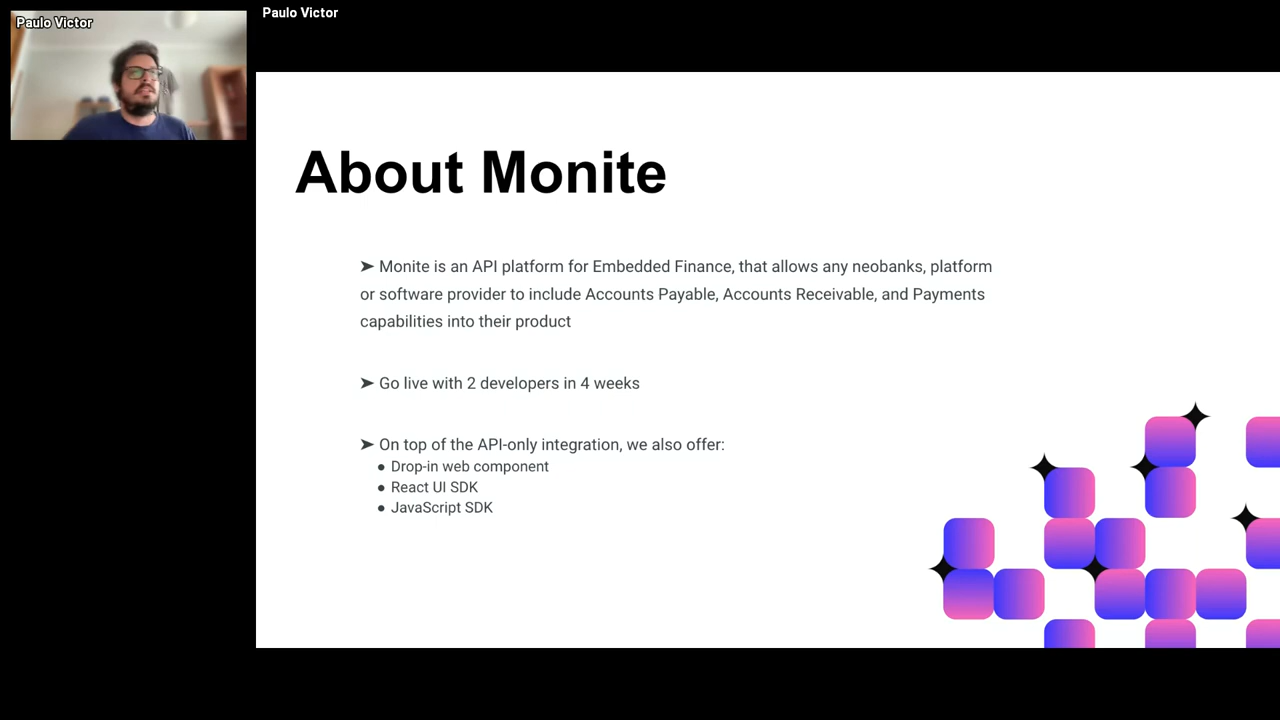 Paulo Victor
Paulo Victor
About Monite
➤ Monite is an API platform for Embedded Finance, that allows any neobanks, platform
or software provider to include Accounts Payable, Accounts Receivable, and Payments
capabilities into their product
➤ Go live with 2 developers in 4 weeks
➤ On top of the API-only integration, we also offer:
● Drop-in web component
● React UI SDK
● JavaScript SDK